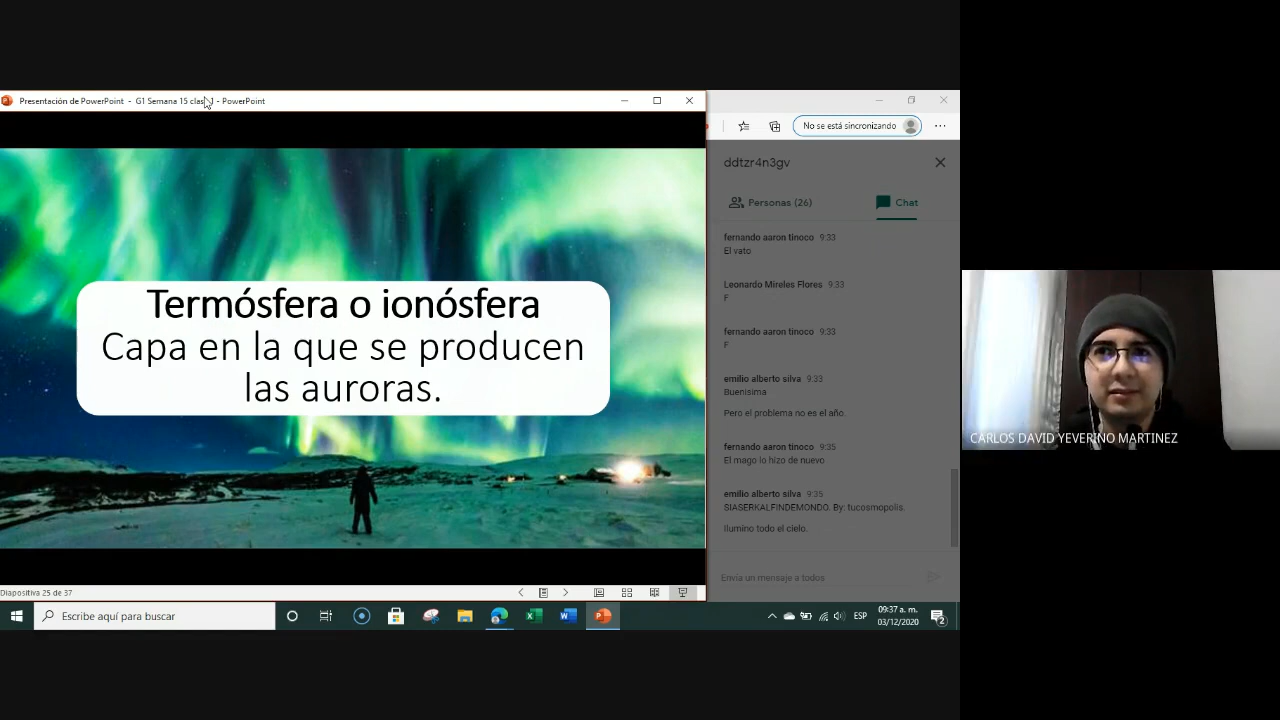 Presentación de PowerPoint - G1 Semana 15 clase 1 - PowerPoint
Termósfera o ionósfera
Capa en la que se producen
las auroras.
Diapositiva 25 de 37
No se está sincronizando
ddtzr4n3gv
Personas (26)
Chat
fernando aaron tinoco 9:33
El vato
Leonardo Mireles Flores 9:33
F
fernando aaron tinoco 9:33
F
emilio alberto silva 9:33
Buenisima
Pero el problema no es el año.
fernando aaron tinoco 9:35
El mago lo hizo de nuevo
emilio alberto silva 9:35
SIASERKALFINDEMONDO. By: tucosmopolis.
Ilumino todo el cielo.
Envía un mensaje a todos
CARLOS DAVID YEVERINO MARTINEZ
Escribe aquí para buscar
ESP
09:37 a. m.
03/12/2020
2